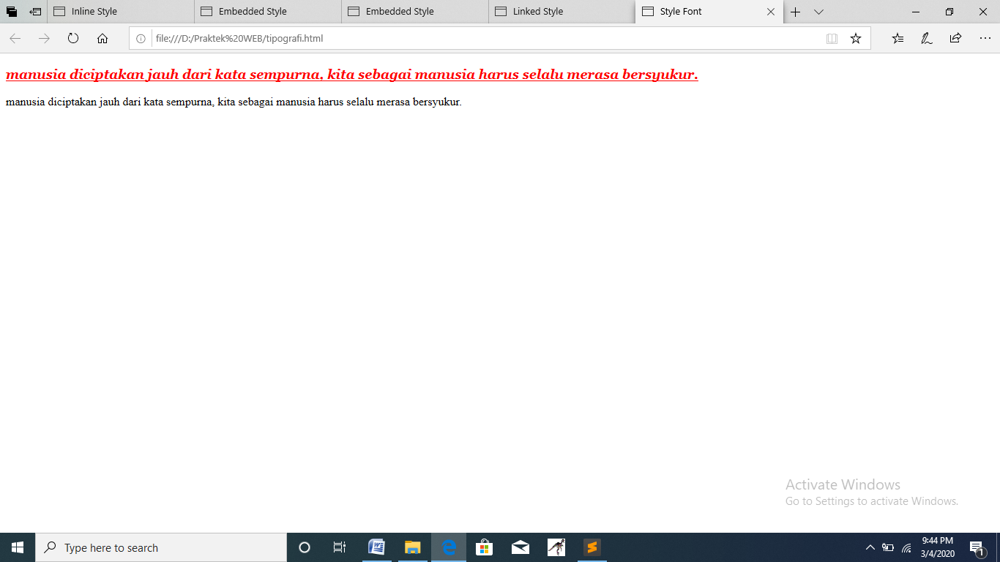 Inline Style
Embedded Style
Embedded Style
Linked Style
Style Font
file:///D:/Praktek%20WEB/tipografi.html
manusia diciptakan jauh dari kata sempurna, kita sebagai manusia harus selalu merasa bersyukur.
manusia diciptakan jauh dari kata sempurna, kita sebagai manusia harus selalu merasa bersyukur.
Activate Windows
Go to Settings to activate Windows.
Type here to search
9:44 PM
3/4/2020
1